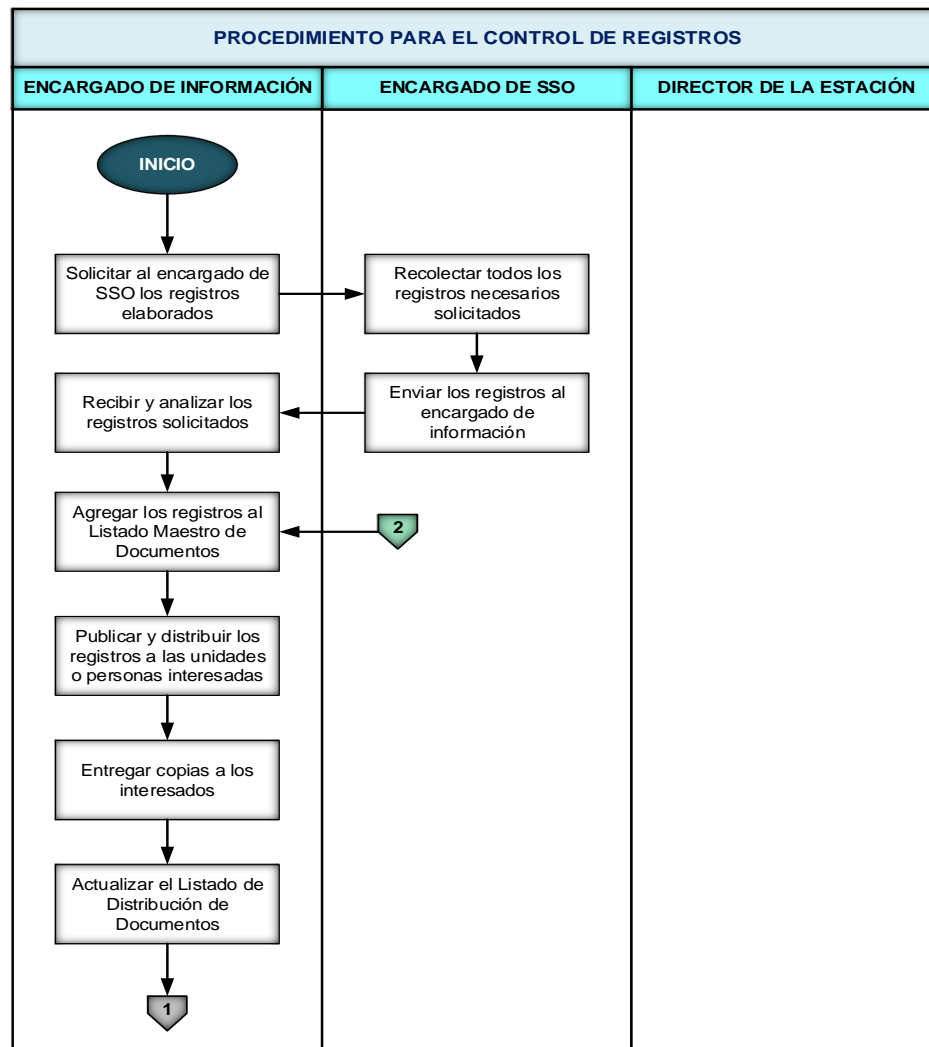 PROCEDIMIENTO PARA EL CONTROL DE REGISTROS
ENCARGADO DE INFORMACIÓN
ENCARGADO DE SSO
DIRECTOR DE LA ESTACIÓN
INICIO
Solicitar al encargado de
SSO los registros
elaborados
Recolectar todos los
registros necesarios
solicitados
Enviar los registros al
encargado de
información
Recibir y analizar los
registros solicitados
Agregar los registros al
Listado Maestro de
Documentos
2
Publicar y distribuir los
registros a las unidades
o personas interesadas
Entregar copias a los
interesados
Actualizar el Listado de
Distribución de
Documentos
1